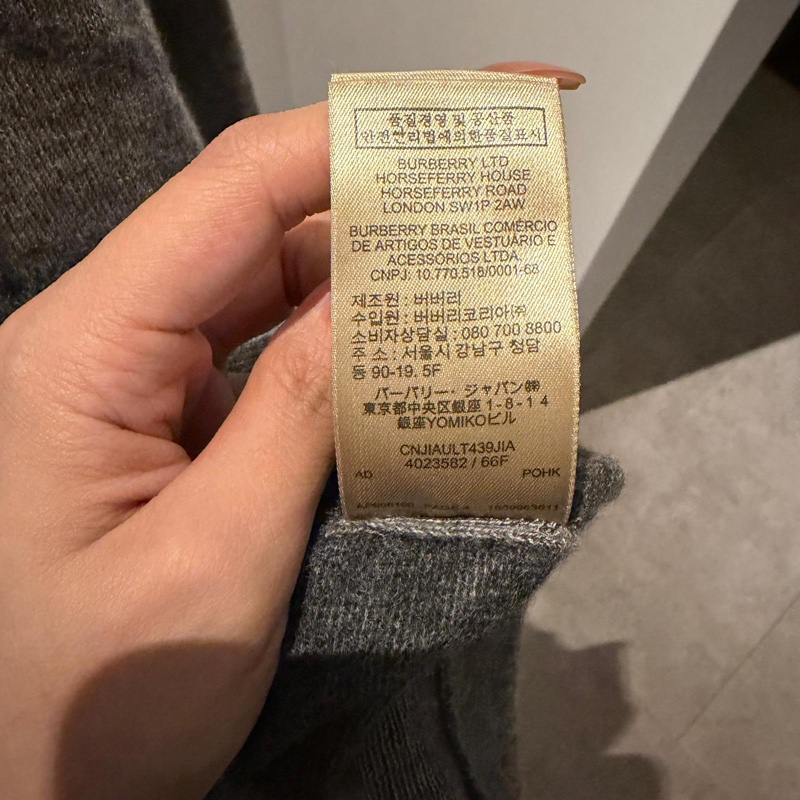 품질경영 및 공산품
안전관리법에의한품질표시
BURBERRY LTD
HORSEFERRY HOUSE
HORSEFERRY ROAD
LONDON SW1P 2AW
BURBERRY BRASIL COMÉRCIO
DE ARTIGOS DE VESTUÁRIO E
ACESSÓRIOS LTDA.
CNPJ: 10.770.518/0001-68
제조원 : 버버리
수입원 : 버버리코리아㈜
소비자상담실 : 080 700 8800
주 소 : 서울시 강남구 청담
동 90-19. 5F
バーバリー・ジャパン㈱
東京都中央区銀座 1-8-14
銀座YOMIKOビル
CNJIAULT439JIA
4023582 / 66F
AD POHK
PAGE 4